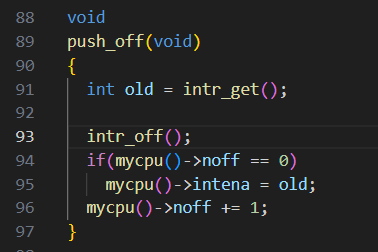 88 void
89 push_off(void)
90 {
91   int old = intr_get();
92
93   intr_off();
94   if(mycpu()->noff == 0)
95     mycpu()->intena = old;
96   mycpu()->noff += 1;
97 }